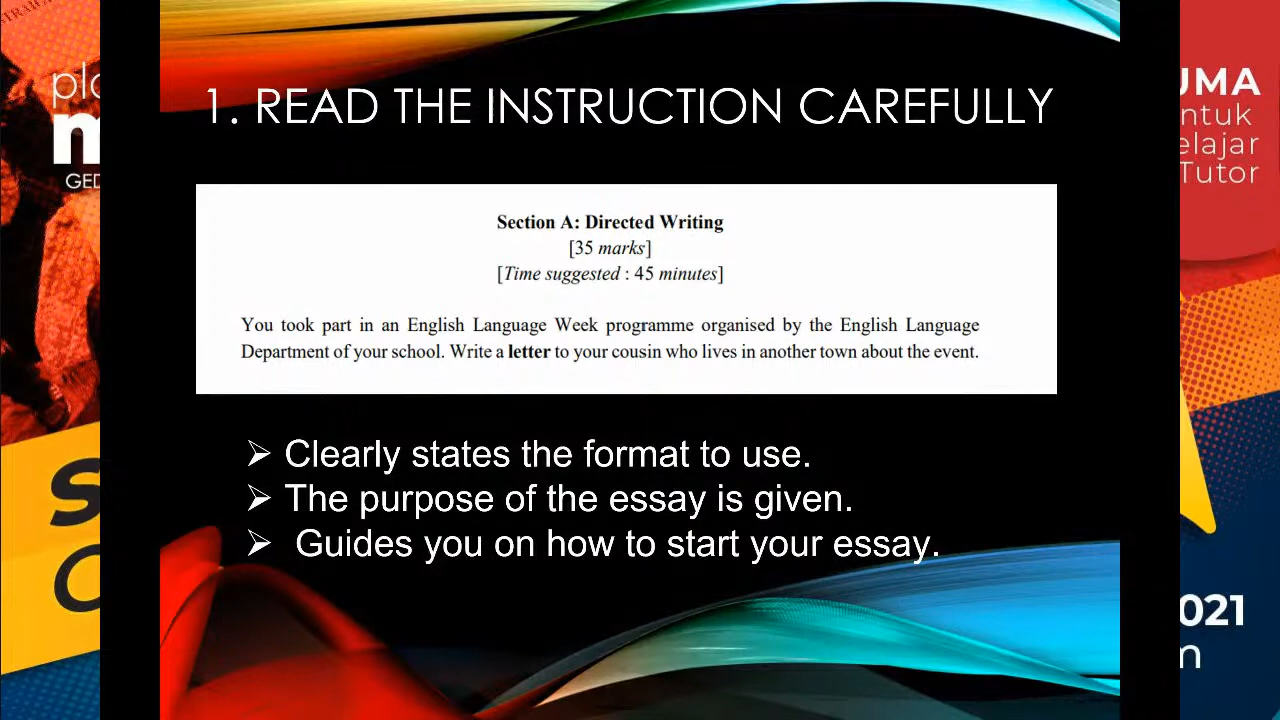 1. READ THE INSTRUCTION CAREFULLY
Section A: Directed Writing
[35 marks]
[Time suggested : 45 minutes]
You took part in an English Language Week programme organised by the English Language
Department of your school. Write a letter to your cousin who lives in another town about the event.
➢ Clearly states the format to use.
➢ The purpose of the essay is given.
➢ Guides you on how to start your essay.
GED
UMA
ntuk
elajar
Tutor
021